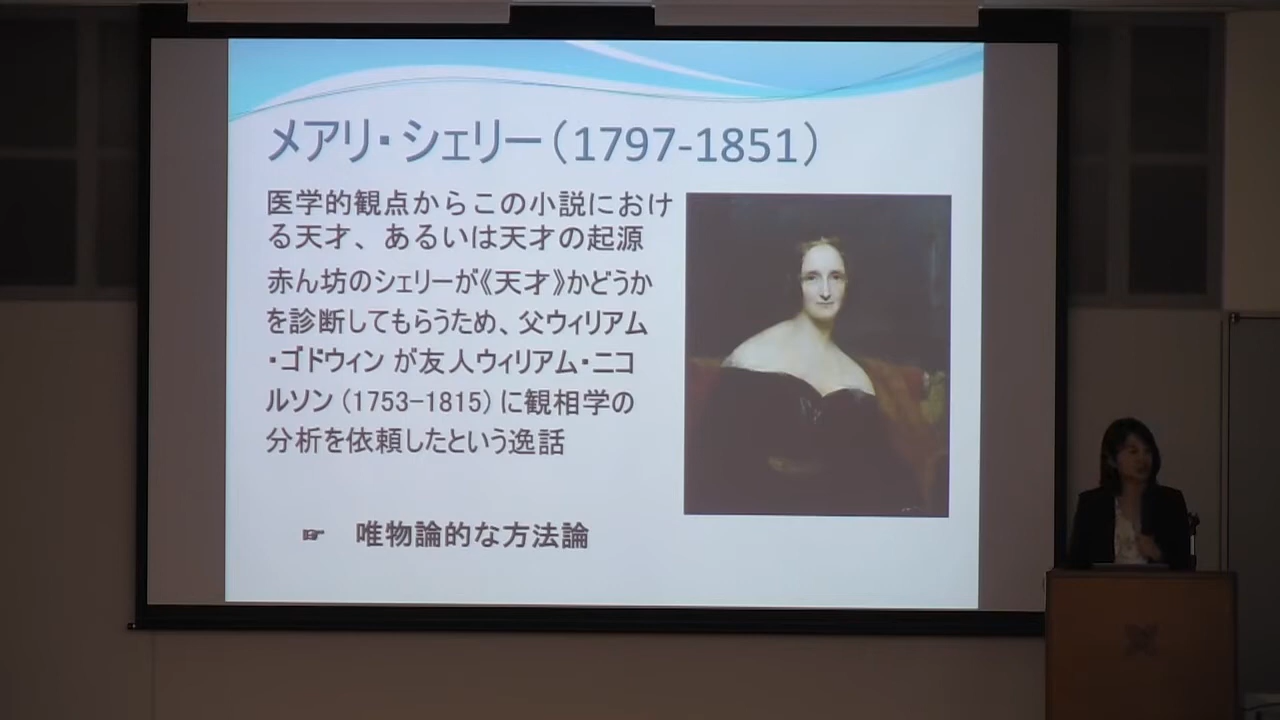 メアリ・シェリー（1797-1851）
医学的観点からこの小説におけ
る天才、あるいは天才の起源
赤ん坊のシェリーが《天才》かどうか
を診断してもらうため、父ウィリアム
・ゴドウィン が友人ウィリアム・ニコ
ルソン (1753-1815) に観相学の
分析を依頼したという逸話
☞ 唯物論的な方法論